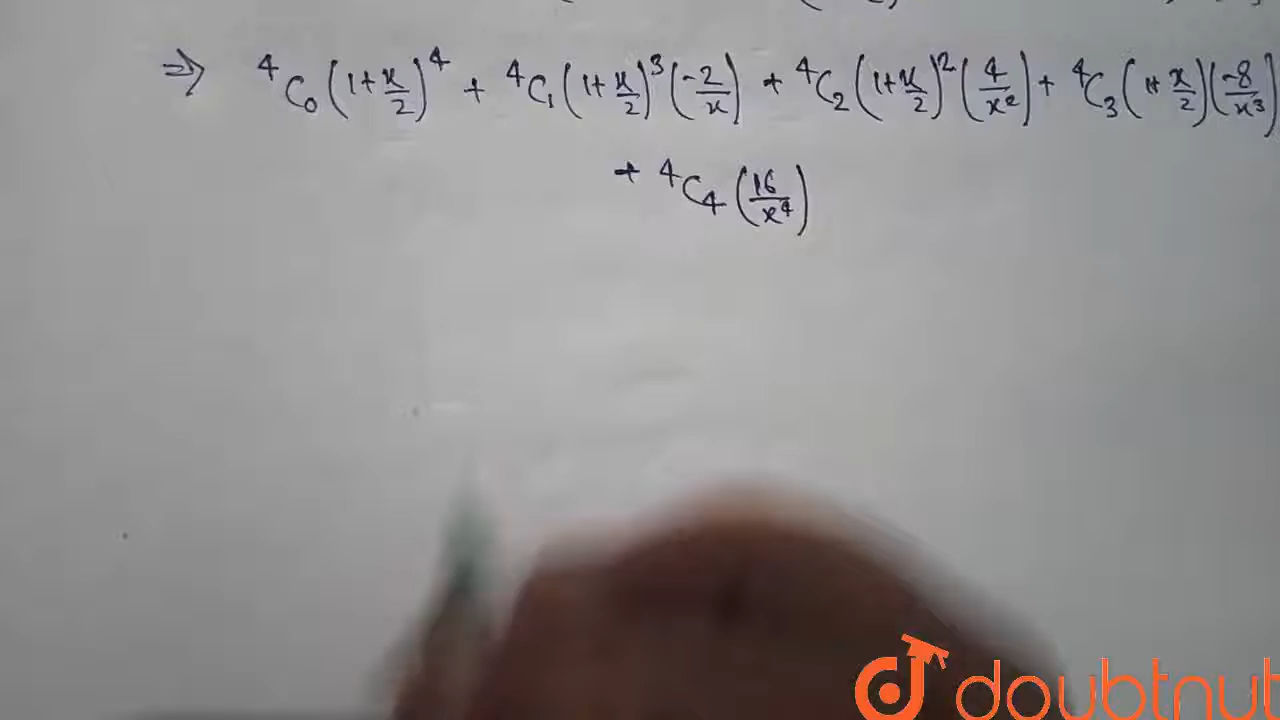 ⇒ ⁴C₀(1+x/2)⁴ + ⁴C₁(1+x/2)³(-2/x) + ⁴C₂(1+x/2)²(4/x²) + ⁴C₃(1+x/2)(-8/x³)
+ ⁴C₄(16/x⁴)
doubtnut